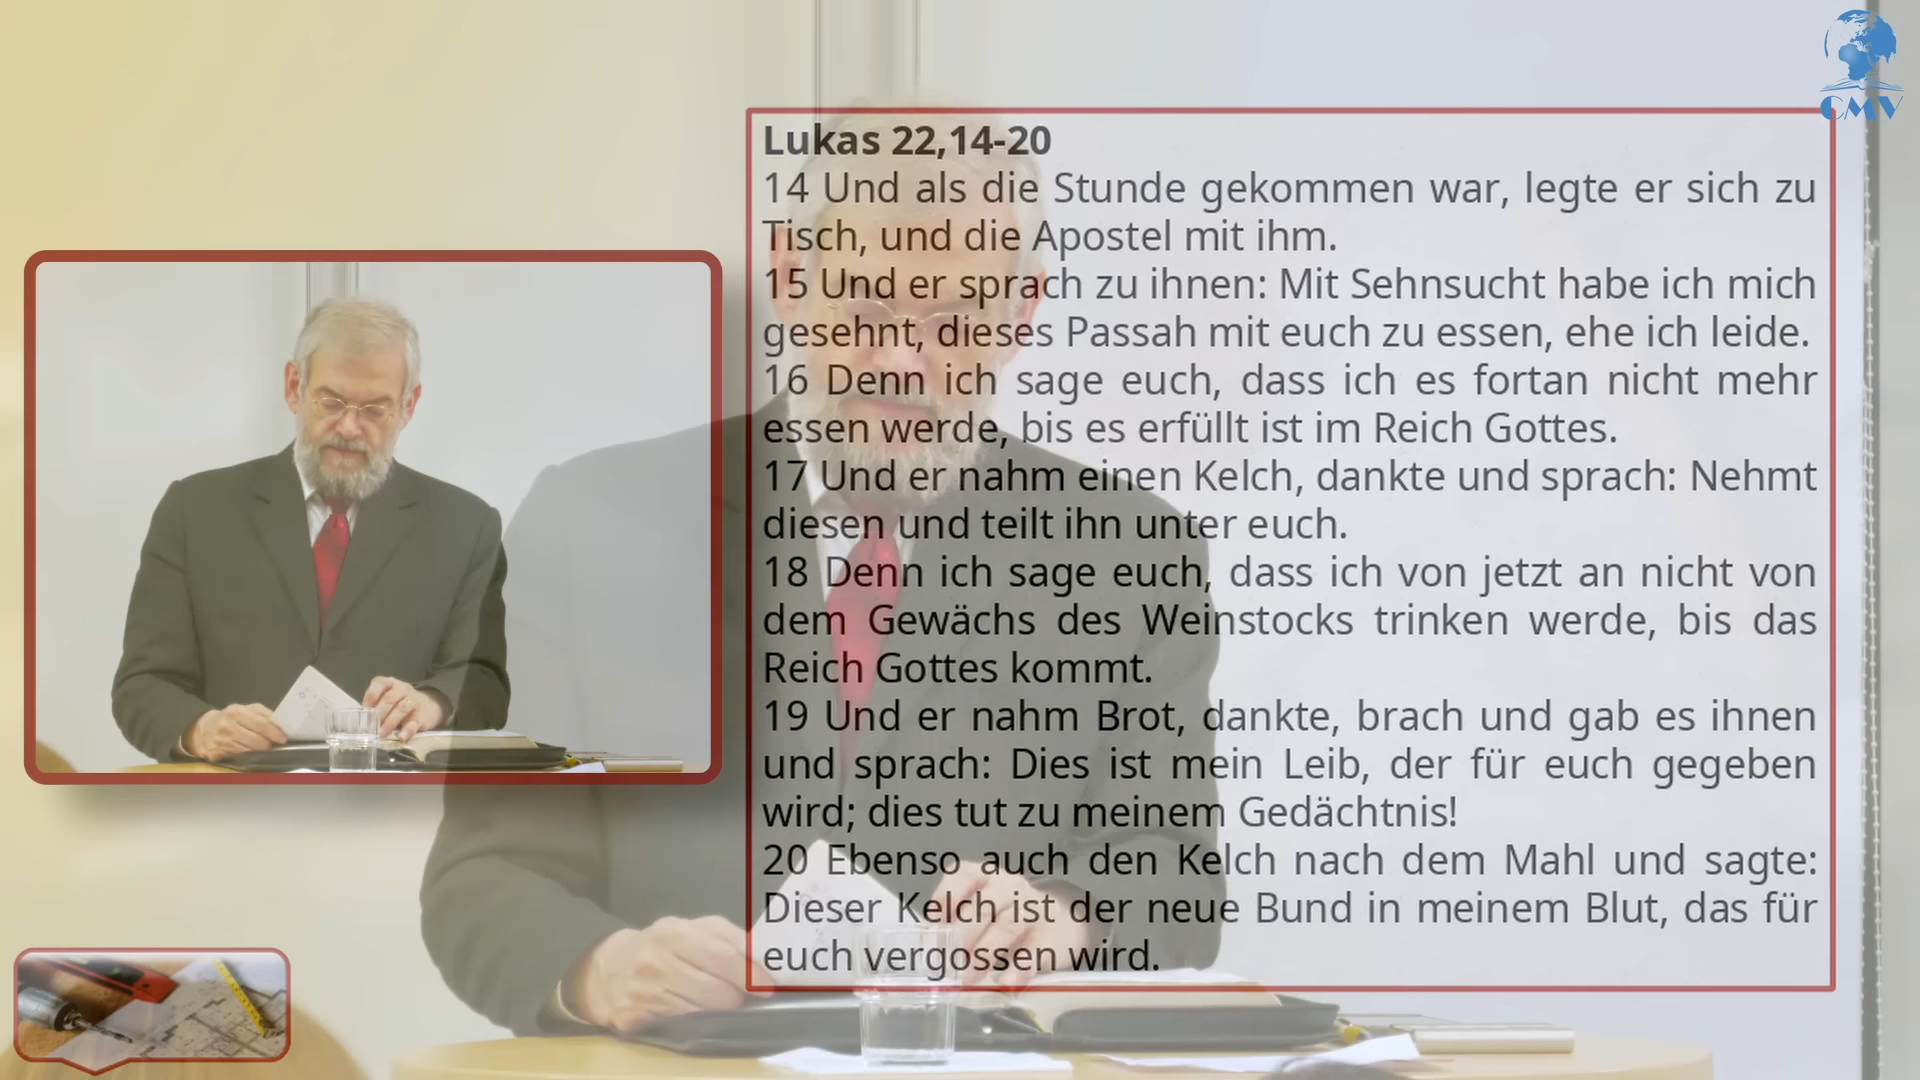 CMV
Lukas 22,14-20
14 Und als die Stunde gekommen war, legte er sich zu
Tisch, und die Apostel mit ihm.
15 Und er sprach zu ihnen: Mit Sehnsucht habe ich mich
gesehnt, dieses Passah mit euch zu essen, ehe ich leide.
16 Denn ich sage euch, dass ich es fortan nicht mehr
essen werde, bis es erfüllt ist im Reich Gottes.
17 Und er nahm einen Kelch, dankte und sprach: Nehmt
diesen und teilt ihn unter euch.
18 Denn ich sage euch, dass ich von jetzt an nicht von
dem Gewächs des Weinstocks trinken werde, bis das
Reich Gottes kommt.
19 Und er nahm Brot, dankte, brach und gab es ihnen
und sprach: Dies ist mein Leib, der für euch gegeben
wird; dies tut zu meinem Gedächtnis!
20 Ebenso auch den Kelch nach dem Mahl und sagte:
Dieser Kelch ist der neue Bund in meinem Blut, das für
euch vergossen wird.